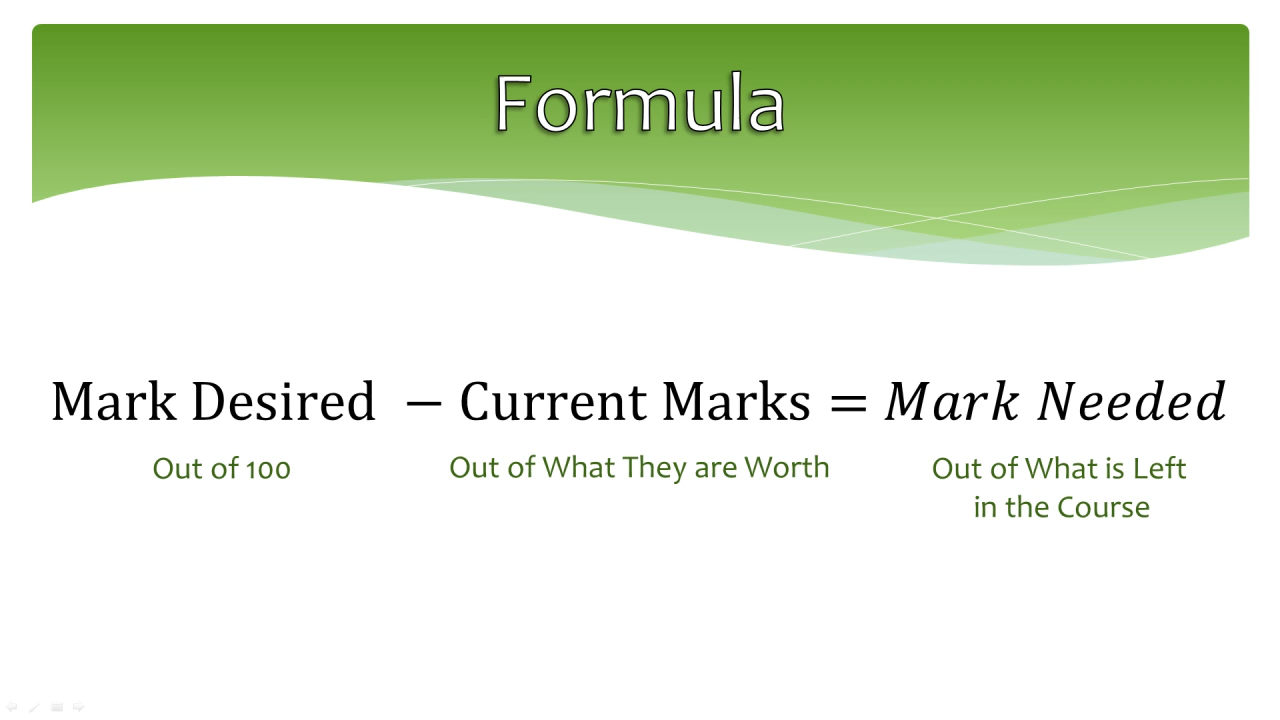 Formula
Mark Desired − Current Marks = Mark Needed
Out of 100
Out of What They are Worth
Out of What is Left
in the Course